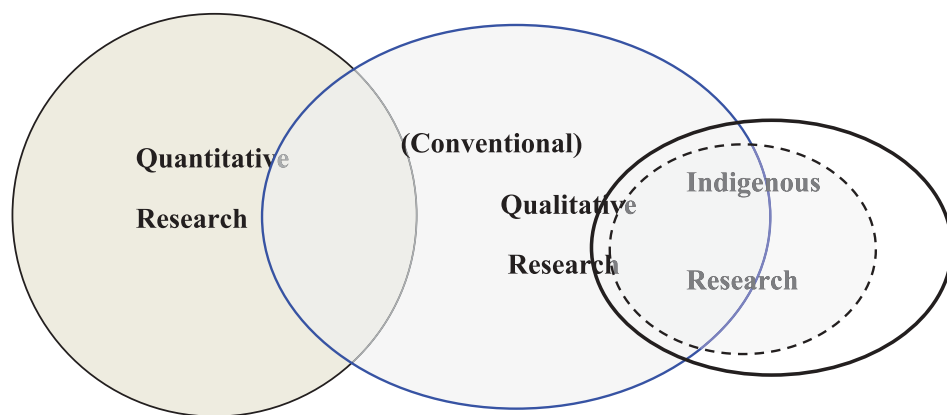 Quantitative
Research
(Conventional)
Qualitative
Research
Indigenous
Research